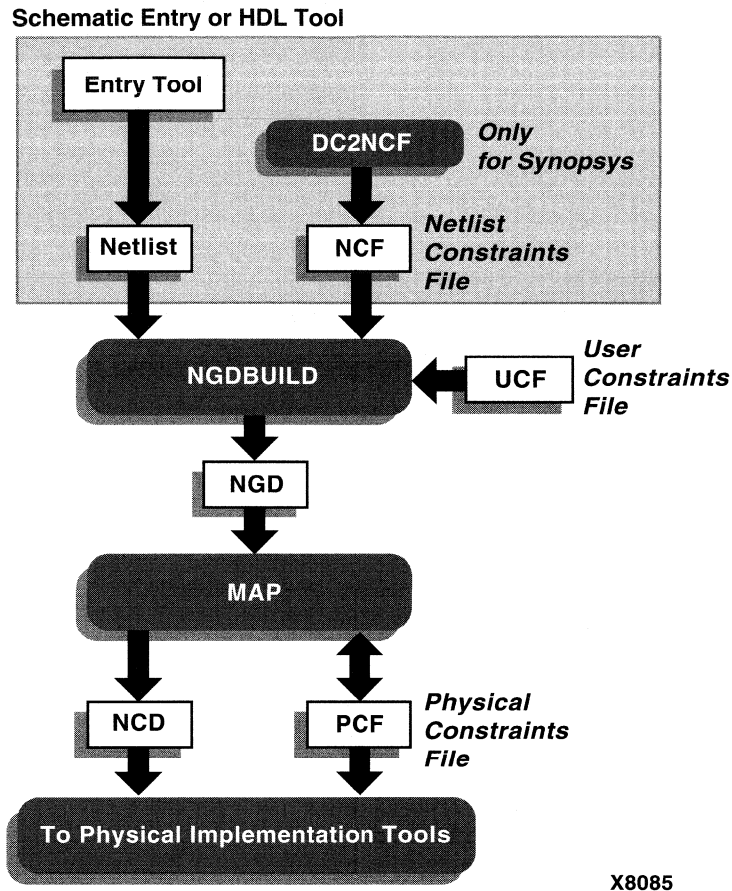 Schematic Entry or HDL Tool
Entry Tool
DC2NCF
Only
for Synopsys
Netlist
NCF
Netlist
Constraints
File
NGDBUILD
UCF
User
Constraints
File
NGD
MAP
NCD
PCF
Physical
Constraints
File
To Physical Implementation Tools
X8085